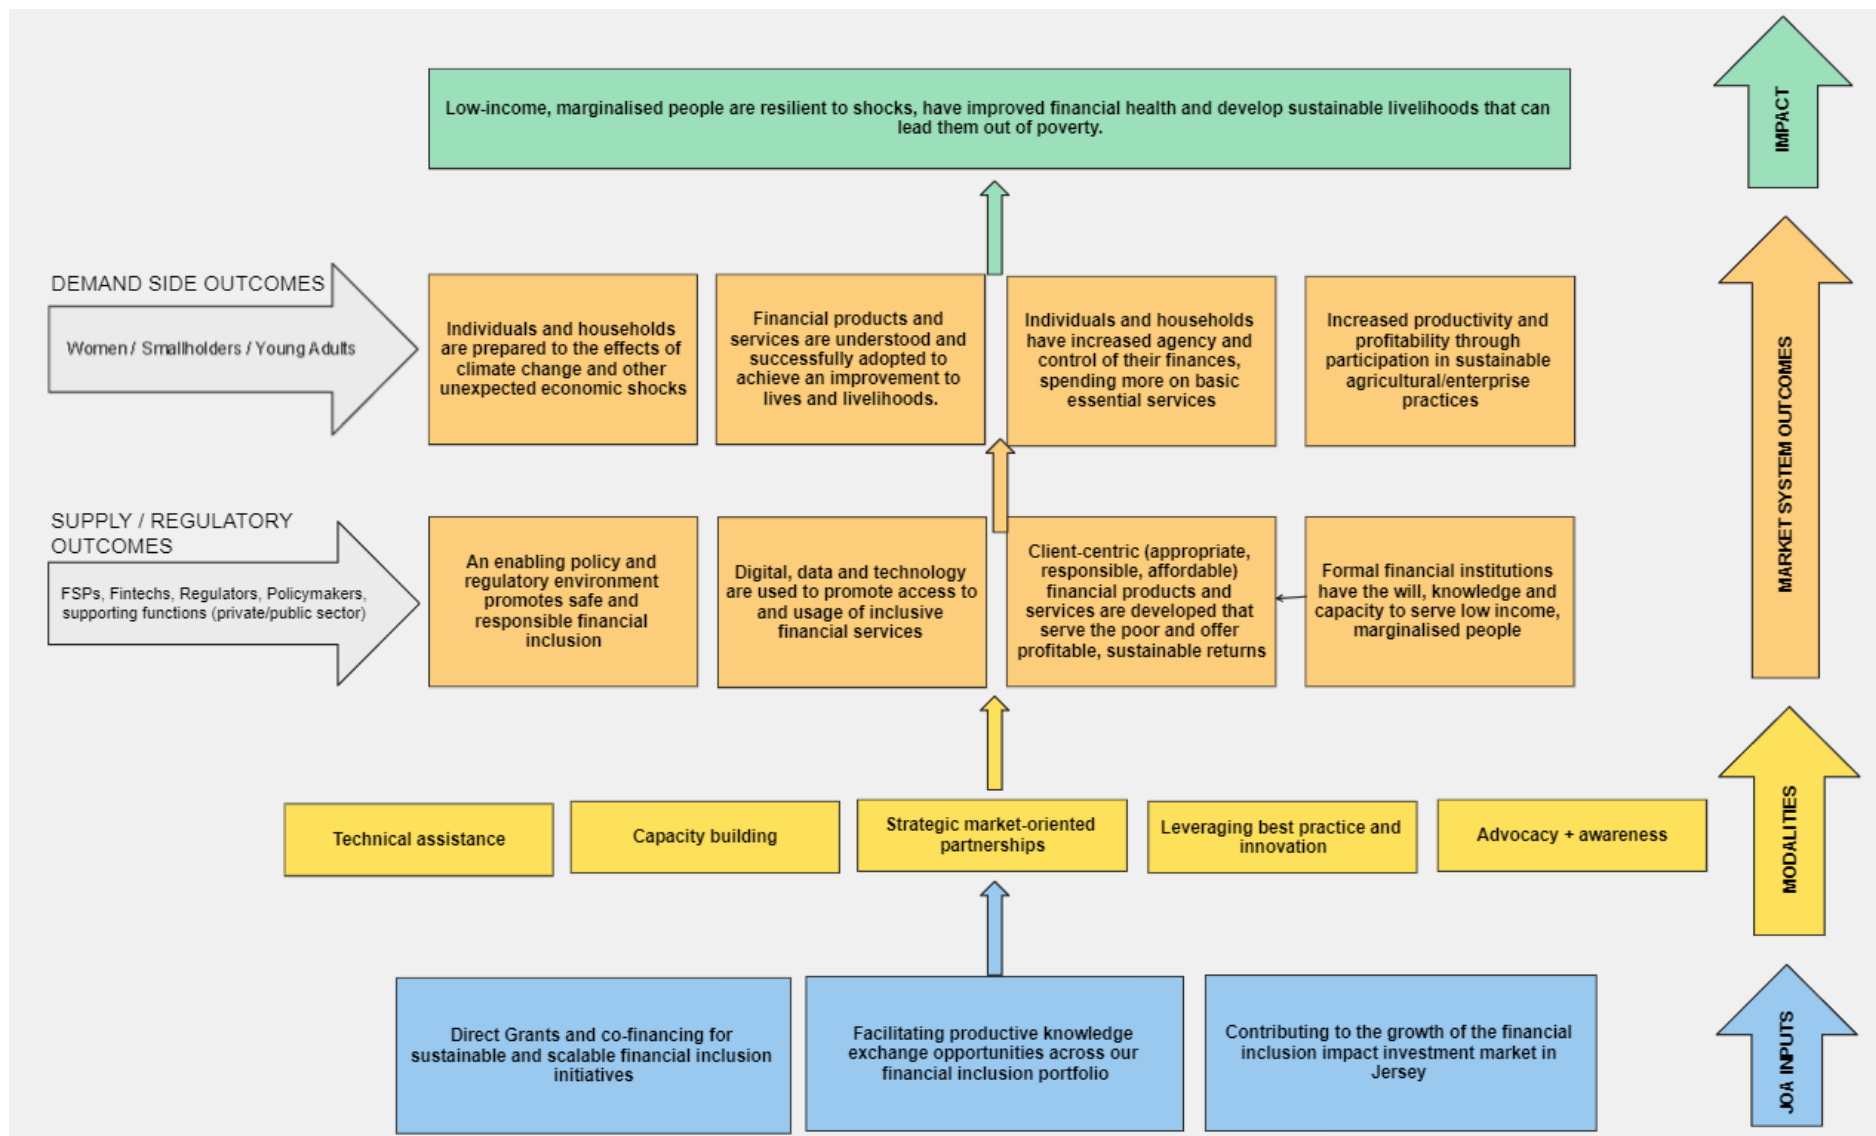 Low-income, marginalised people are resilient to shocks, have improved financial health and develop sustainable livelihoods that can
lead them out of poverty.
IMPACT
DEMAND SIDE OUTCOMES
Women / Smallholders / Young Adults
Individuals and households
are prepared to the effects of
climate change and other
unexpected economic shocks
Financial products and
services are understood and
successfully adopted to
achieve an improvement to
lives and livelihoods.
Individuals and households
have increased agency and
control of their finances,
spending more on basic
essential services
Increased productivity and
profitability through
participation in sustainable
agricultural/enterprise
practices
MARKET SYSTEM OUTCOMES
SUPPLY / REGULATORY
OUTCOMES
FSPs, Fintechs, Regulators, Policymakers,
supporting functions (private/public sector)
An enabling policy and
regulatory environment
promotes safe and
responsible financial
inclusion
Digital, data and technology
are used to promote access to
and usage of inclusive
financial services
Client-centric (appropriate,
responsible, affordable)
financial products and
services are developed that
serve the poor and offer
profitable, sustainable returns
Formal financial institutions
have the will, knowledge and
capacity to serve low income,
marginalised people
Technical assistance
Capacity building
Strategic market-oriented
partnerships
Leveraging best practice and
innovation
Advocacy + awareness
MODALITIES
Direct Grants and co-financing for
sustainable and scalable financial inclusion
initiatives
Facilitating productive knowledge
exchange opportunities across our
financial inclusion portfolio
Contributing to the growth of the financial
inclusion impact investment market in
Jersey
JOA INPUTS